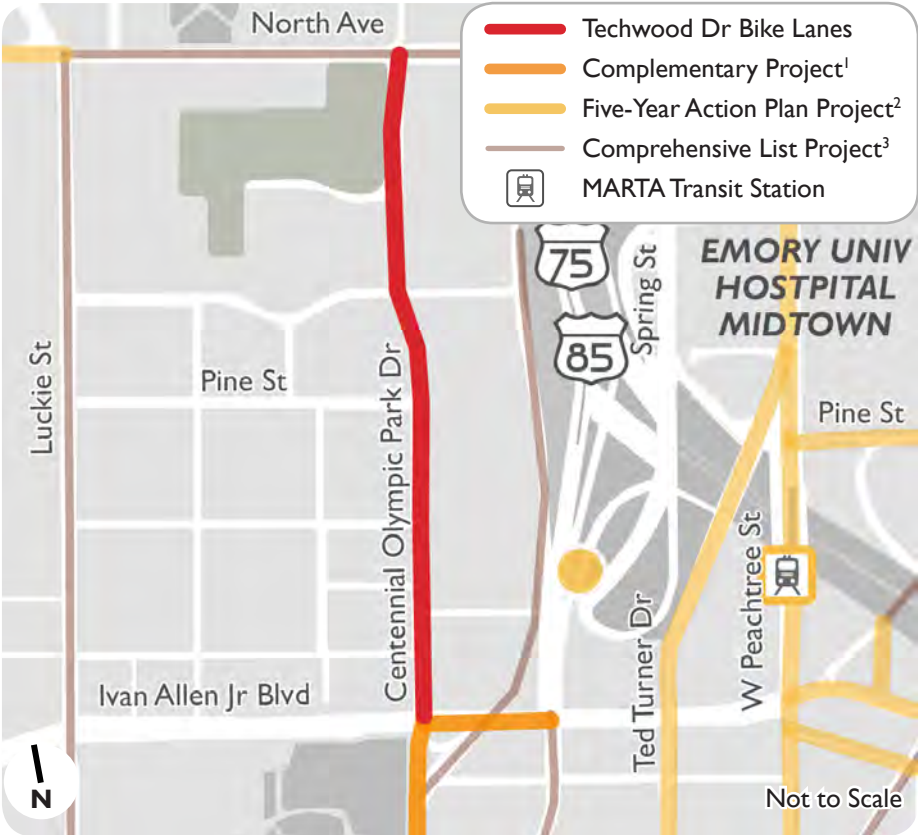 North Ave
Techwood Dr Bike Lanes
Complementary Project¹
Five-Year Action Plan Project²
Comprehensive List Project³
MARTA Transit Station
75
85
Spring St
EMORY UNIV
HOSTPITAL
MIDTOWN
Luckie St
Pine St
Centennial Olympic Park Dr
Pine St
W Peachtree St
Ted Turner Dr
Ivan Allen Jr Blvd
N
Not to Scale